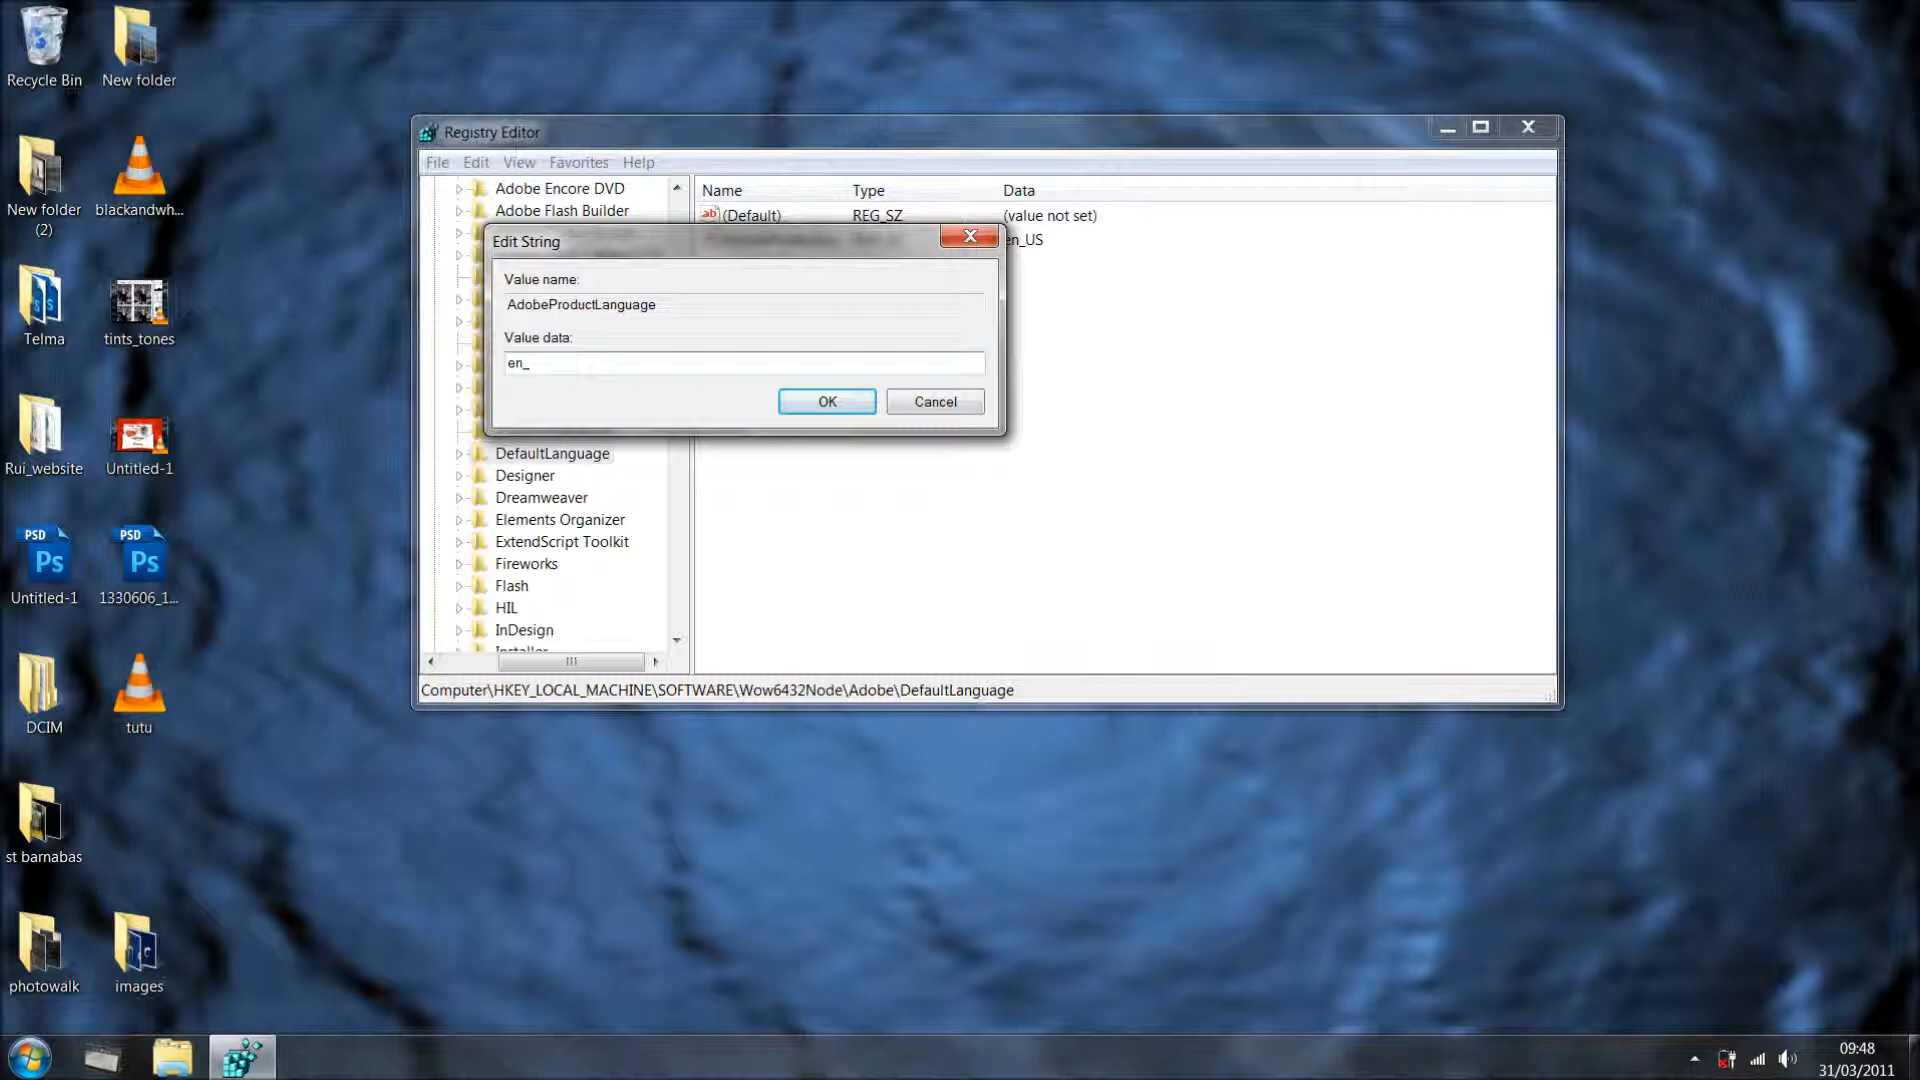 Recycle Bin
New folder
New folder
(2)
blackandwh...
Telma
tints_tones
Rui_website
Untitled-1
PSD
Ps
PSD
Ps
Untitled-1
1330606_1...
DCIM
tutu
st barnabas
photowalk
images
Registry Editor
File Edit View Favorites Help
Adobe Encore DVD
Adobe Flash Builder
DefaultLanguage
Designer
Dreamweaver
Elements Organizer
ExtendScript Toolkit
Fireworks
Flash
HIL
InDesign
Installer
Name Type Data
ab (Default) REG_SZ (value not set)
en_US
Edit String
Value name:
AdobeProductLanguage
Value data:
en_
OK Cancel
Computer\HKEY_LOCAL_MACHINE\SOFTWARE\Wow6432Node\Adobe\DefaultLanguage
09:48
31/03/2011